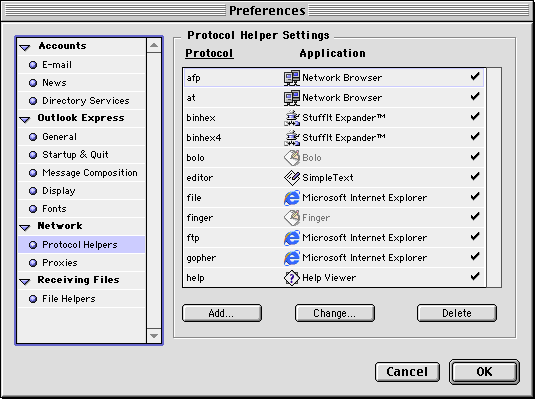 Preferences
Accounts
E-mail
News
Directory Services
Outlook Express
General
Startup & Quit
Message Composition
Display
Fonts
Network
Protocol Helpers
Proxies
Receiving Files
File Helpers
Protocol Helper Settings
Protocol Application
afp Network Browser
at Network Browser
binhex StuffIt Expander™
binhex4 StuffIt Expander™
bolo Bolo
editor SimpleText
file Microsoft Internet Explorer
finger Finger
ftp Microsoft Internet Explorer
gopher Microsoft Internet Explorer
help Help Viewer
Add... Change... Delete
Cancel OK